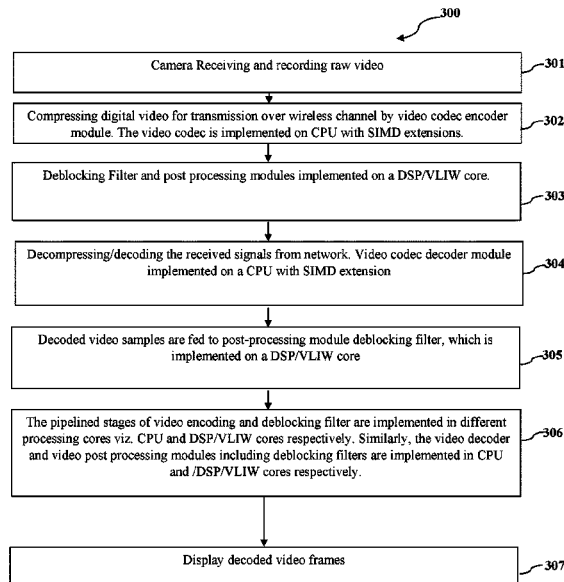 300
Camera Receiving and recording raw video
301
Compressing digital video for transmission over wireless channel by video codec encoder
module. The video codec is implemented on CPU with SIMD extensions.
302
Deblocking Filter and post processing modules implemented on a DSP/VLIW core.
303
Decompressing/decoding the received signals from network. Video codec decoder module
implemented on a CPU with SIMD extension
304
Decoded video samples are fed to post-processing module deblocking filter, which is
implemented on a DSP/VLIW core
305
The pipelined stages of video encoding and deblocking filter are implemented in different
processing cores viz. CPU and DSP/VLIW cores respectively. Similarly, the video decoder
and video post processing modules including deblocking filters are implemented in CPU
and /DSP/VLIW cores respectively.
306
Display decoded video frames
307